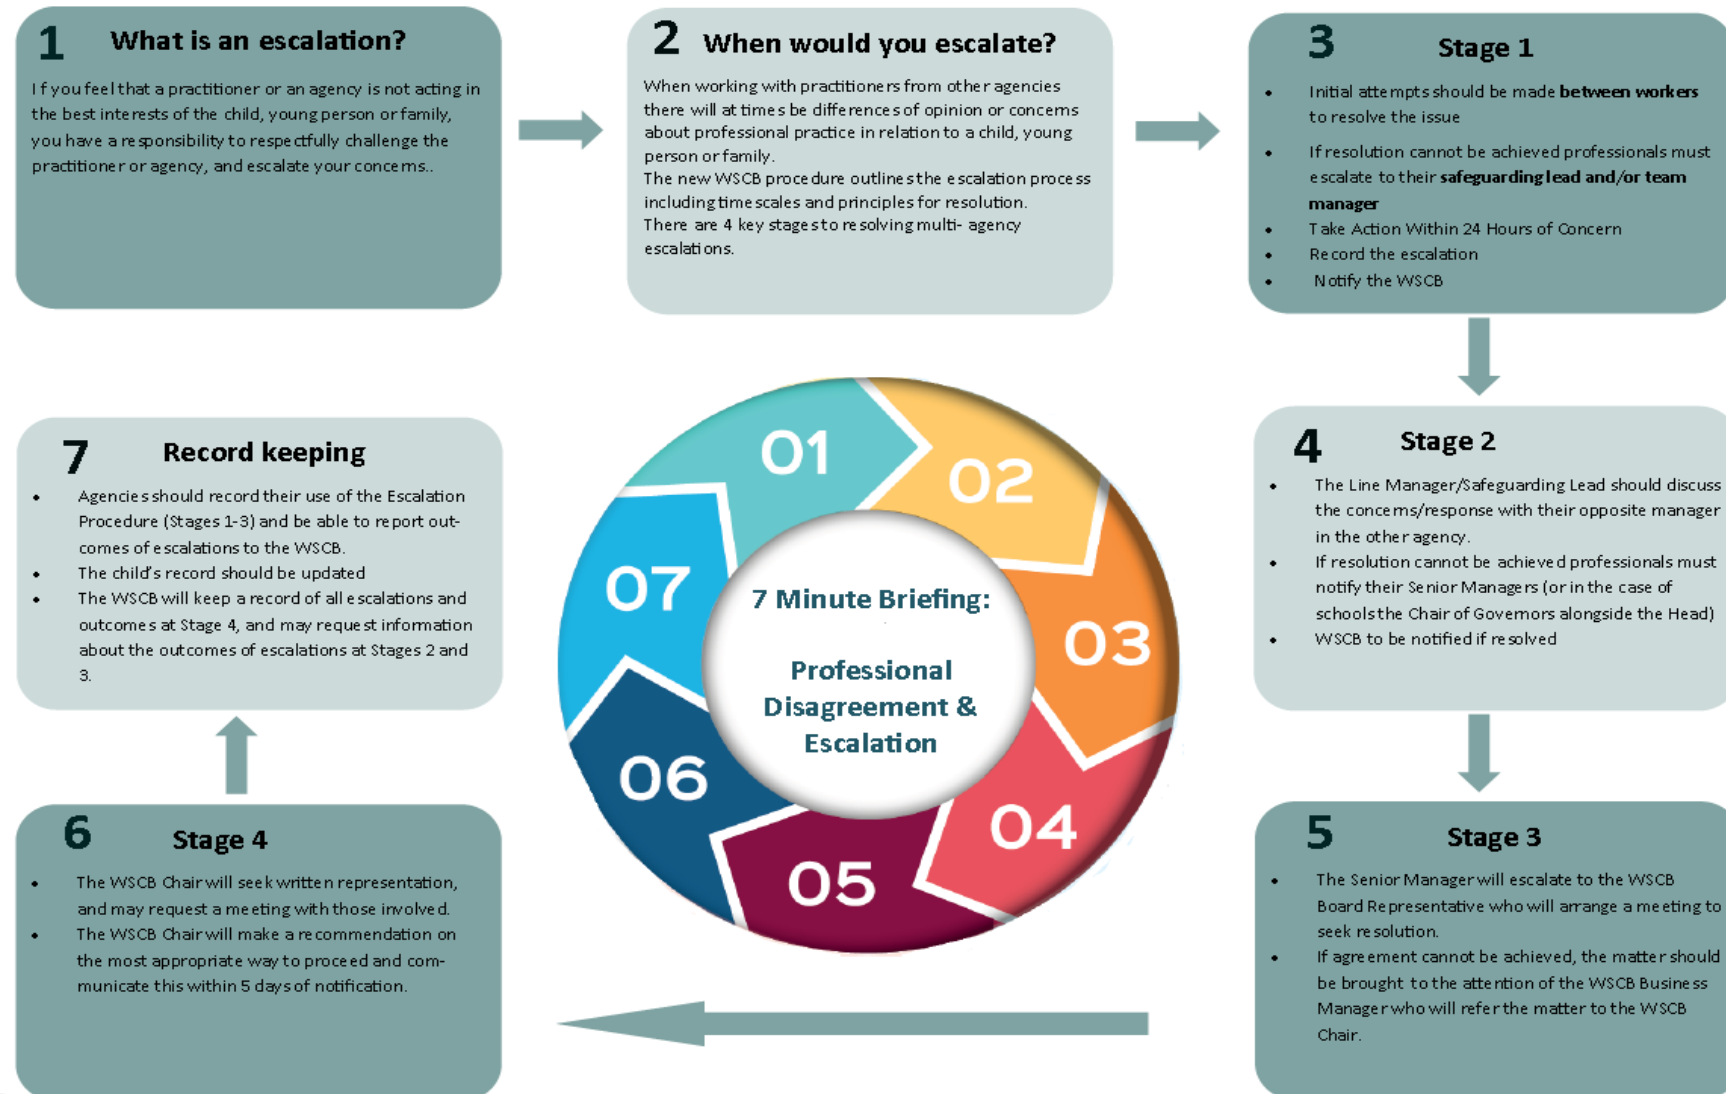 1 What is an escalation?
If you feel that a practitioner or an agency is not acting in
the best interests of the child, young person or family,
you have a responsibility to respectfully challenge the
practitioner or agency, and escalate your concerns..
2 When would you escalate?
When working with practitioners from other agencies
there will at times be differences of opinion or concerns
about professional practice in relation to a child, young
person or family.
The new WSCB procedure outlines the escalation process
including timescales and principles for resolution.
There are 4 key stages to resolving multi- agency
escalations.
3 Stage 1
• Initial attempts should be made between workers
to resolve the issue
• If resolution cannot be achieved professionals must
escalate to their safeguarding lead and/or team
manager
• Take Action Within 24 Hours of Concern
• Record the escalation
• Notify the WSCB
4 Stage 2
• The Line Manager/Safeguarding Lead should discuss
the concerns/response with their opposite manager
in the other agency.
• If resolution cannot be achieved professionals must
notify their Senior Managers (or in the case of
schools the Chair of Governors alongside the Head)
• WSCB to be notified if resolved
5 Stage 3
• The Senior Manager will escalate to the WSCB
Board Representative who will arrange a meeting to
seek resolution.
• If agreement cannot be achieved, the matter should
be brought to the attention of the WSCB Business
Manager who will refer the matter to the WSCB
Chair.
6 Stage 4
• The WSCB Chair will seek written representation,
and may request a meeting with those involved.
• The WSCB Chair will make a recommendation on
the most appropriate way to proceed and com-
municate this within 5 days of notification.
7 Record keeping
• Agencies should record their use of the Escalation
Procedure (Stages 1-3) and be able to report out-
comes of escalations to the WSCB.
• The child's record should be updated
• The WSCB will keep a record of all escalations and
outcomes at Stage 4, and may request information
about the outcomes of escalations at Stages 2 and
3.
01
02
03
04
05
06
07
7 Minute Briefing:
Professional
Disagreement &
Escalation